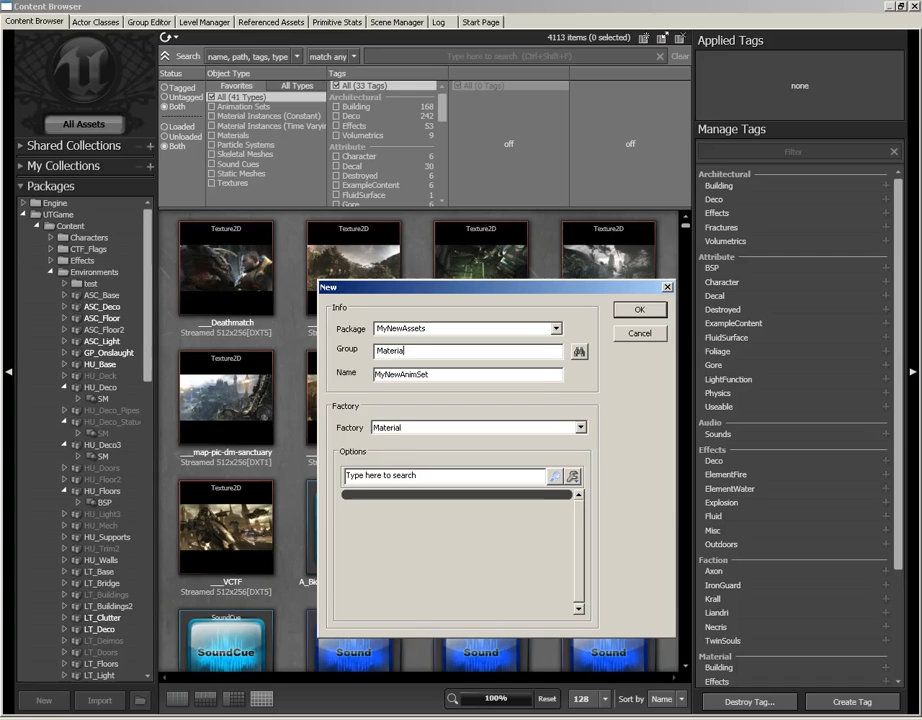 Content Browser
Content Browser Actor Classes Group Editor Level Manager Referenced Assets Primitive Stats Scene Manager Log Start Page
All Assets
Shared Collections
My Collections
Packages
Engine
UTGame
Content
Characters
CTF_Flags
Effects
Environments
test
ASC_Base
ASC_Deco
ASC_Floor
ASC_Floor2
ASC_Light
GP_Onslaught
HU_Base
HU_Deck
HU_Deco
SM
HU_Deco_Pipes
HU_Deco_Statue
SM
HU_Deco3
SM
HU_Doors
HU_Floor2
HU_Floors
BSP
HU_Light3
HU_Mech
HU_Supports
HU_Trim2
HU_Walls
LT_Base
LT_Bridge
LT_Buildings
LT_Buildings2
LT_Clutter
LT_Deco
LT_Deimos
LT_Doors
LT_Floors
LT_Light
New Import
4113 items (0 selected)
Search name, path, tags, type match any Type here to search (Ctrl+Shift+F) Clear
Status
Tagged
Untagged
Both
Loaded
Unloaded
Both
Object Type
Favorites All Types
All (41 Types)
Animation Sets
Material Instances (Constant)
Material Instances (Time Varyin
Materials
Particle Systems
Skeletal Meshes
Sound Cues
Static Meshes
Textures
Tags
All (33 Tags)
Architectural
Building 168
Deco 242
Effects 53
Volumetrics 9
Attribute
Character 6
Decal 30
Destroyed 6
ExampleContent 6
FluidSurface 1
Gore 6
All (0 Tags)
off
off
Texture2D Texture2D Texture2D Texture2D
___Deathmatch
Streamed 512x256[DXT5]
Texture2D
___map-pic-dm-sanctuary
Streamed 512x256[DXT1]
Texture2D
___VCTF
Streamed 512x256[DXT5]
SoundCue
SoundCue Sound Sound Sound
New
Info
Package MyNewAssets
Group Materia
Name MyNewAnimSet
OK
Cancel
Factory
Factory Material
Options
Type here to search
100% Reset 128 Sort by Name
Applied Tags
none
Manage Tags
Filter
Architectural
Building
Deco
Effects
Fractures
Volumetrics
Attribute
BSP
Character
Decal
Destroyed
ExampleContent
FluidSurface
Foliage
Gore
LightFunction
Physics
Useable
Audio
Sounds
Effects
Deco
ElementFire
ElementWater
Explosion
Fluid
Misc
Outdoors
Faction
Axon
IronGuard
Krall
Liandri
Necris
TwinSouls
Material
Building
Effects
Destroy Tag... Create Tag